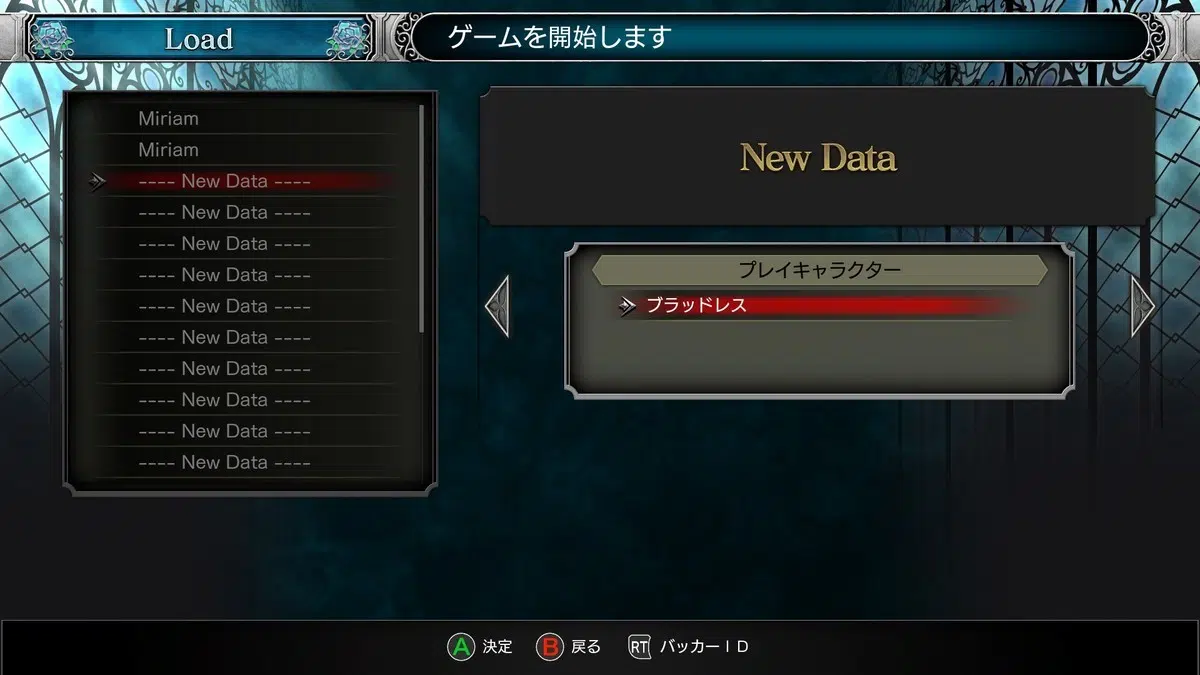 Load
ゲームを開始します
Miriam
Miriam
---- New Data ----
---- New Data ----
---- New Data ----
---- New Data ----
---- New Data ----
---- New Data ----
---- New Data ----
---- New Data ----
---- New Data ----
---- New Data ----
New Data
プレイキャラクター
ブラッドレス
A 決定 B 戻る RT バッカーID